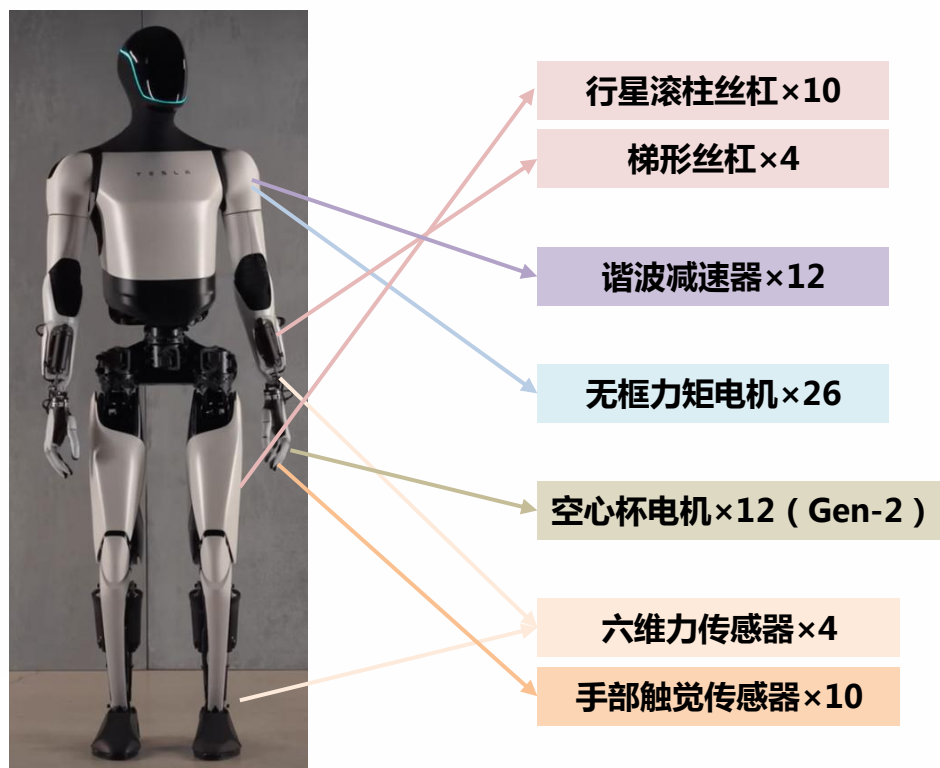 TESLA
行星滚柱丝杠×10
梯形丝杠×4
谐波减速器×12
无框力矩电机×26
空心杯电机×12（Gen-2）
六维力传感器×4
手部触觉传感器×10